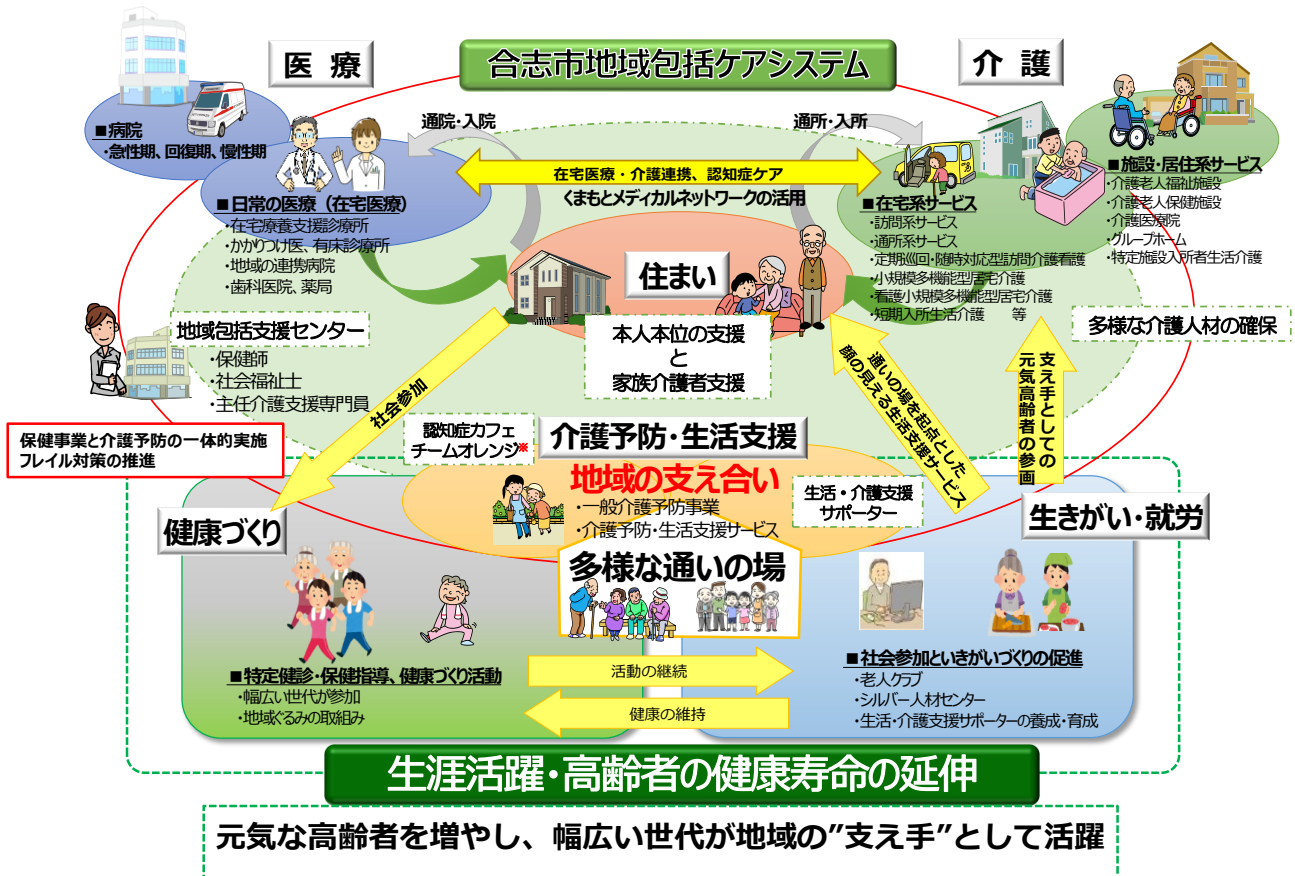 合志市地域包括ケアシステム
医 療
介 護
■病院
・急性期、回復期、慢性期
通院・入院
通所・入所
在宅医療・介護連携、認知症ケア
くまもとメディカルネットワークの活用
■日常の医療（在宅医療）
・在宅療養支援診療所
・かかりつけ医、有床診療所
・地域の連携病院
・歯科医院、薬局
■在宅系サービス
・訪問系サービス
・通所系サービス
・定期巡回・随時対応型訪問介護看護
・小規模多機能型居宅介護
・看護小規模多機能型居宅介護
・短期入所生活介護　等
■施設・居住系サービス
・介護老人福祉施設
・介護老人保健施設
・介護医療院
・グループホーム
・特定施設入所者生活介護
住まい
本人本位の支援
と
家族介護者支援
地域包括支援センター
・保健師
・社会福祉士
・主任介護支援専門員
多様な介護人材の確保
社会参加
通いの場を起点とした
顔の見える生活支援サービス
支え手としての
元気高齢者の参画
保健事業と介護予防の一体的実施
フレイル対策の推進
認知症カフェ
チームオレンジ※
介護予防・生活支援
地域の支え合い
・一般介護予防事業
・介護予防・生活支援サービス
生活・介護支援
サポーター
健康づくり
生きがい・就労
多様な通いの場
■特定健診・保健指導、健康づくり活動
・幅広い世代が参加
・地域ぐるみの取組み
活動の継続
健康の維持
■社会参加といきがいづくりの促進
・老人クラブ
・シルバー人材センター
・生活・介護支援サポーターの養成・育成
生涯活躍・高齢者の健康寿命の延伸
元気な高齢者を増やし、幅広い世代が地域の”支え手”として活躍